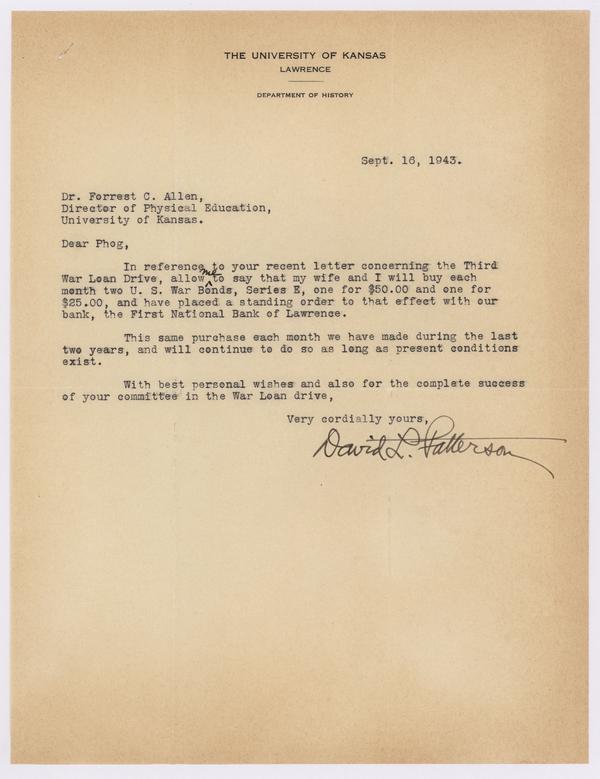 THE UNIVERSITY OF KANSAS
LAWRENCE
DEPARTMENT OF HISTORY
Sept. 16, 1943.
Dr. Forrest C. Allen,
Director of Physical Education,
University of Kansas.
Dear Phog,
In reference to your recent letter concerning the Third
War Loan Drive, allow me to say that my wife and I will buy each
month two U. S. War Bonds, Series E, one for $50.00 and one for
$25.00, and have placed a standing order to that effect with our
bank, the First National Bank of Lawrence.
This same purchase each month we have made during the last
two years, and will continue to do so as long as present conditions
exist.
With best personal wishes and also for the complete success
of your committee in the War Loan drive,
Very cordially yours,
David L. Patterson